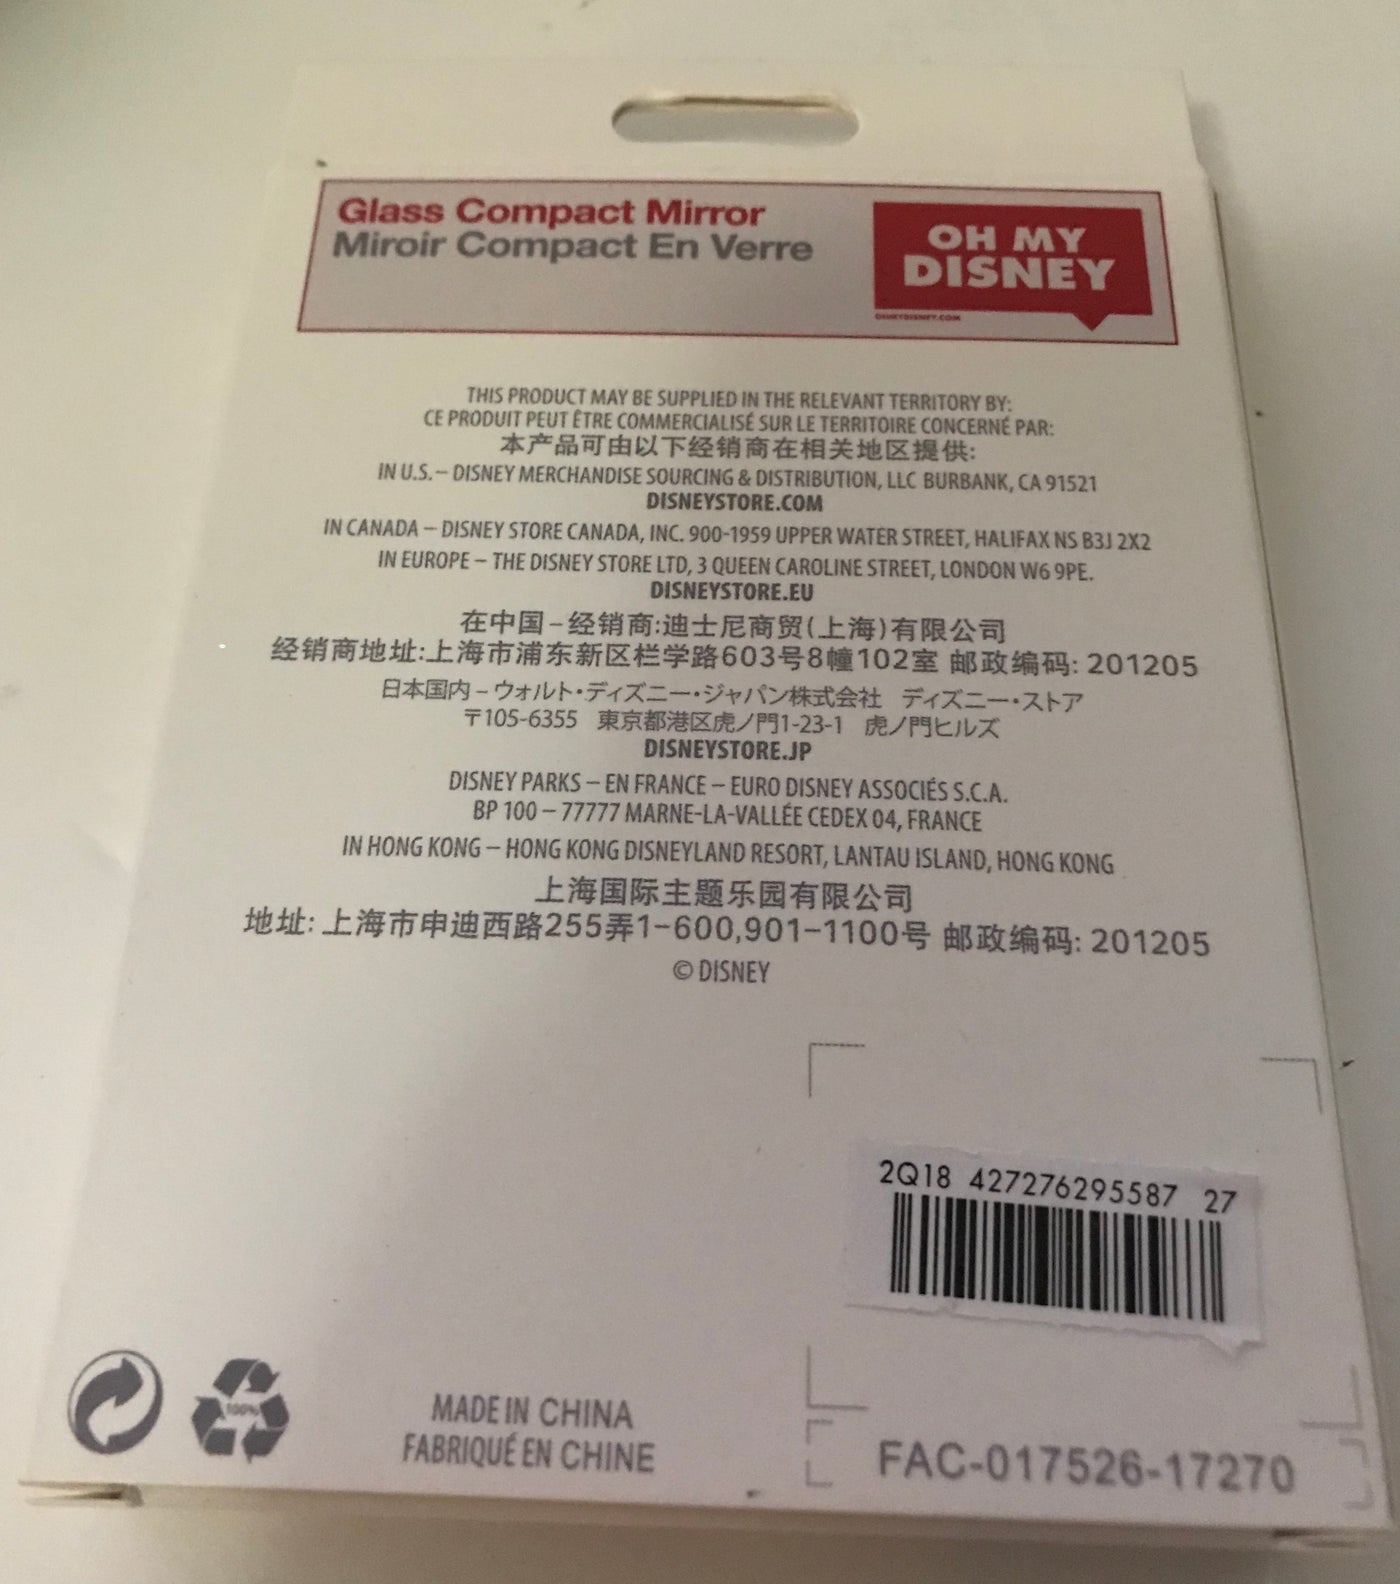 Glass Compact Mirror
Miroir Compact En Verre
OH MY
DISNEY
OHMYDISNEY.COM
THIS PRODUCT MAY BE SUPPLIED IN THE RELEVANT TERRITORY BY:
CE PRODUIT PEUT ÊTRE COMMERCIALISÉ SUR LE TERRITOIRE CONCERNÉ PAR:
本产品可由以下经销商在相关地区提供:
IN U.S. – DISNEY MERCHANDISE SOURCING & DISTRIBUTION, LLC BURBANK, CA 91521
DISNEYSTORE.COM
IN CANADA – DISNEY STORE CANADA, INC. 900-1959 UPPER WATER STREET, HALIFAX NS B3J 2X2
IN EUROPE – THE DISNEY STORE LTD, 3 QUEEN CAROLINE STREET, LONDON W6 9PE.
DISNEYSTORE.EU
在中国–经销商:迪士尼商贸(上海)有限公司
经销商地址:上海市浦东新区栏学路603号8幢102室 邮政编码: 201205
日本国内 – ウォルト・ディズニー・ジャパン株式会社 ディズニー・ストア
〒105-6355 東京都港区虎ノ門1-23-1 虎ノ門ヒルズ
DISNEYSTORE.JP
DISNEY PARKS – EN FRANCE – EURO DISNEY ASSOCIÉS S.C.A.
BP 100 – 77777 MARNE-LA-VALLÉE CEDEX 04, FRANCE
IN HONG KONG – HONG KONG DISNEYLAND RESORT, LANTAU ISLAND, HONG KONG
上海国际主题乐园有限公司
地址: 上海市申迪西路255弄1-600,901-1100号 邮政编码: 201205
© DISNEY
2Q18 427276295587 27
100%
MADE IN CHINA
FABRIQUÉ EN CHINE
FAC-017526-17270